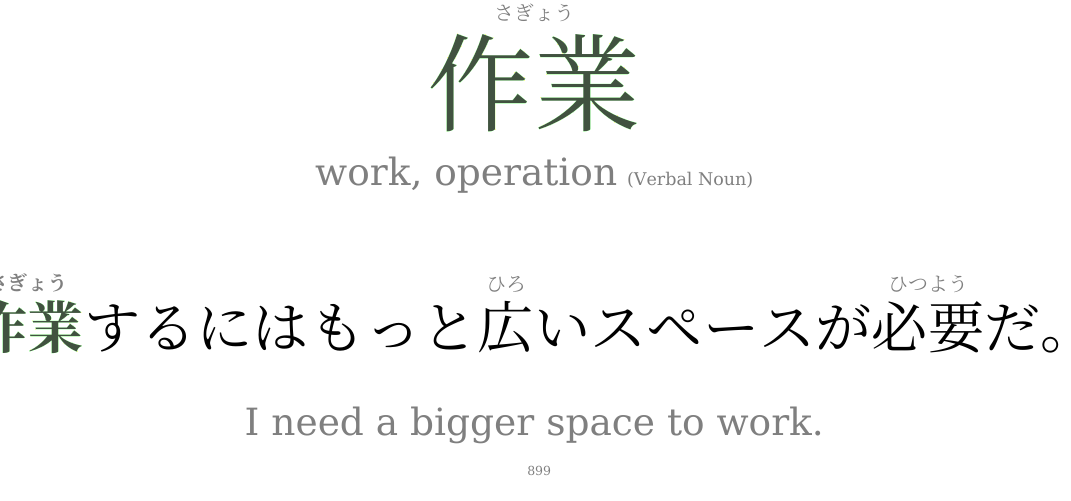 さぎょう
作業
work, operation (Verbal Noun)
さぎょう ひろ ひつよう
作業するにはもっと広いスペースが必要だ。
I need a bigger space to work.
899